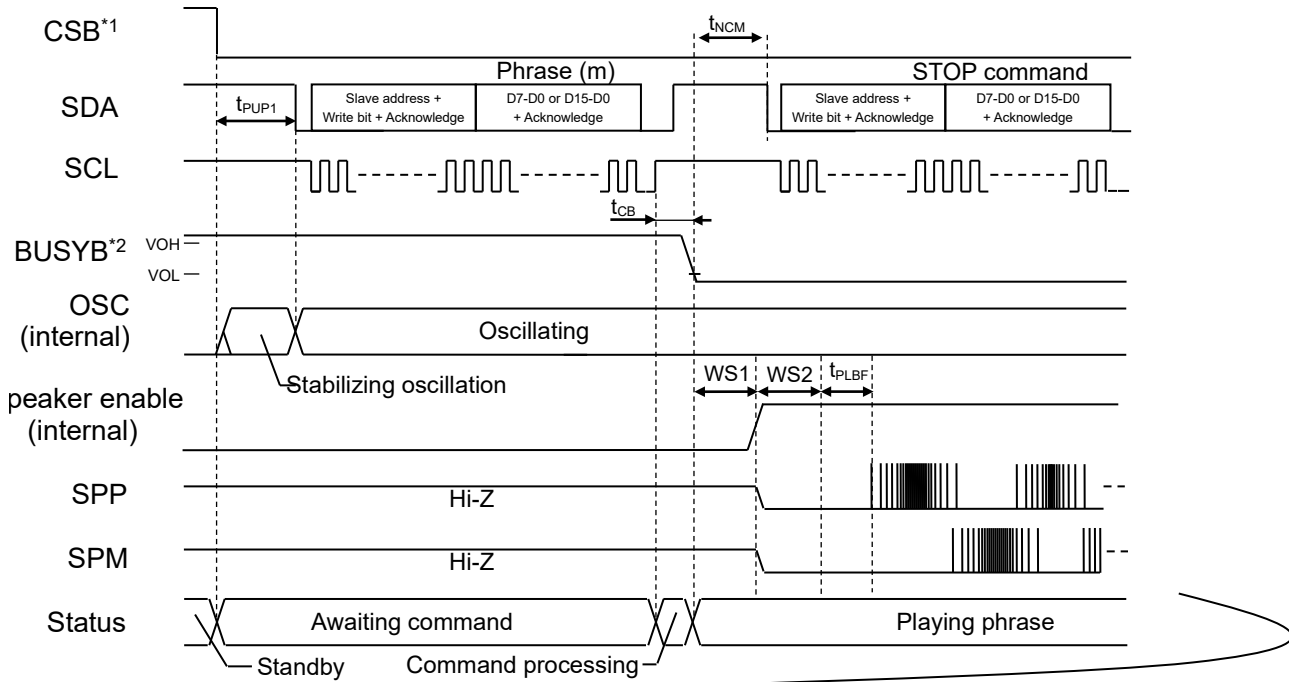 CSB*1
tNCM
Phrase (m)
STOP command
SDA
tPUP1
Slave address +
Write bit + Acknowledge
D7-D0 or D15-D0
+ Acknowledge
Slave address +
Write bit + Acknowledge
D7-D0 or D15-D0
+ Acknowledge
SCL
tCB
BUSYB*2
VOH
VOL
OSC
(internal)
Oscillating
Stabilizing oscillation
WS1
WS2
tPLBF
peaker enable
(internal)
SPP
Hi-Z
SPM
Hi-Z
Status
Awaiting command
Playing phrase
Standby
Command processing